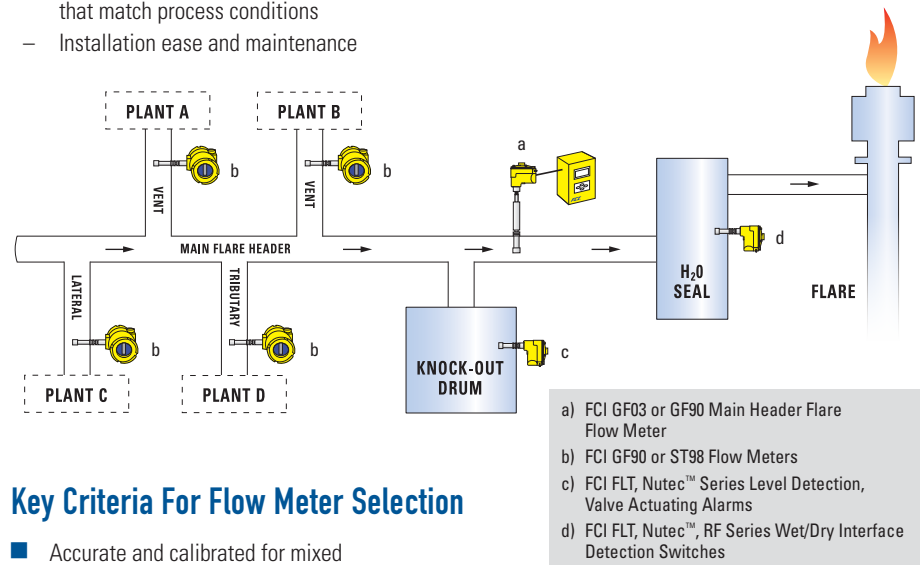 that match process conditions
– Installation ease and maintenance
PLANT A
PLANT B
a
b
b
VENT
VENT
MAIN FLARE HEADER
d
LATERAL
TRIBUTARY
H₂0
SEAL
FLARE
b
b
c
KNOCK-OUT
DRUM
PLANT C
PLANT D
a) FCI GF03 or GF90 Main Header Flare
Flow Meter
b) FCI GF90 or ST98 Flow Meters
c) FCI FLT, Nutec™ Series Level Detection,
Valve Actuating Alarms
d) FCI FLT, Nutec™, RF Series Wet/Dry Interface
Detection Switches
Key Criteria For Flow Meter Selection
■ Accurate and calibrated for mixed